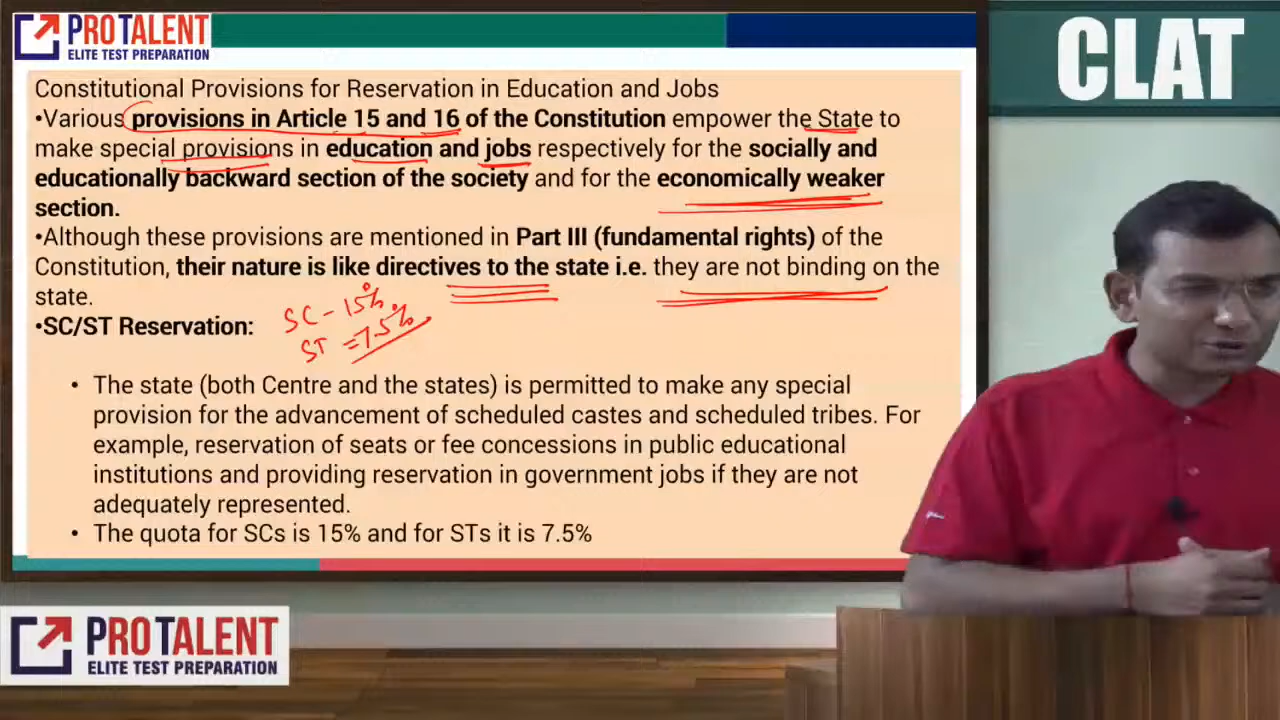 PROTALENT
ELITE TEST PREPARATION
CLAT
Constitutional Provisions for Reservation in Education and Jobs
•Various provisions in Article 15 and 16 of the Constitution empower the State to
make special provisions in education and jobs respectively for the socially and
educationally backward section of the society and for the economically weaker
section.
•Although these provisions are mentioned in Part III (fundamental rights) of the
Constitution, their nature is like directives to the state i.e. they are not binding on the
state.
SC - 15%
•SC/ST Reservation:
ST = 7.5%
• The state (both Centre and the states) is permitted to make any special
provision for the advancement of scheduled castes and scheduled tribes. For
example, reservation of seats or fee concessions in public educational
institutions and providing reservation in government jobs if they are not
adequately represented.
• The quota for SCs is 15% and for STs it is 7.5%
PROTALENT
ELITE TEST PREPARATION